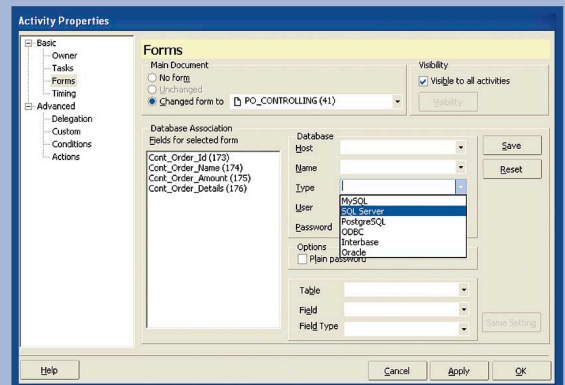 Activity Properties
Basic
Owner
Tasks
Forms
Timing
Advanced
Delegation
Custom
Conditions
Actions
Forms
Main Document
No form
Unchanged
Changed form to PO_CONTROLLING (41)
Visibility
Visible to all activities
Visibility
Database Association
Fields for selected form
Cont_Order_Id (173)
Cont_Order_Name (174)
Cont_Order_Amount (175)
Cont_Order_Details (176)
Database
Host
Name
Type
User
Password
MySQL
SQL Server
PostgreSQL
ODBC
Interbase
Oracle
Options
Plain password
Table
Field
Field Type
Save
Reset
Same Setting
Help
Cancel
Apply
OK